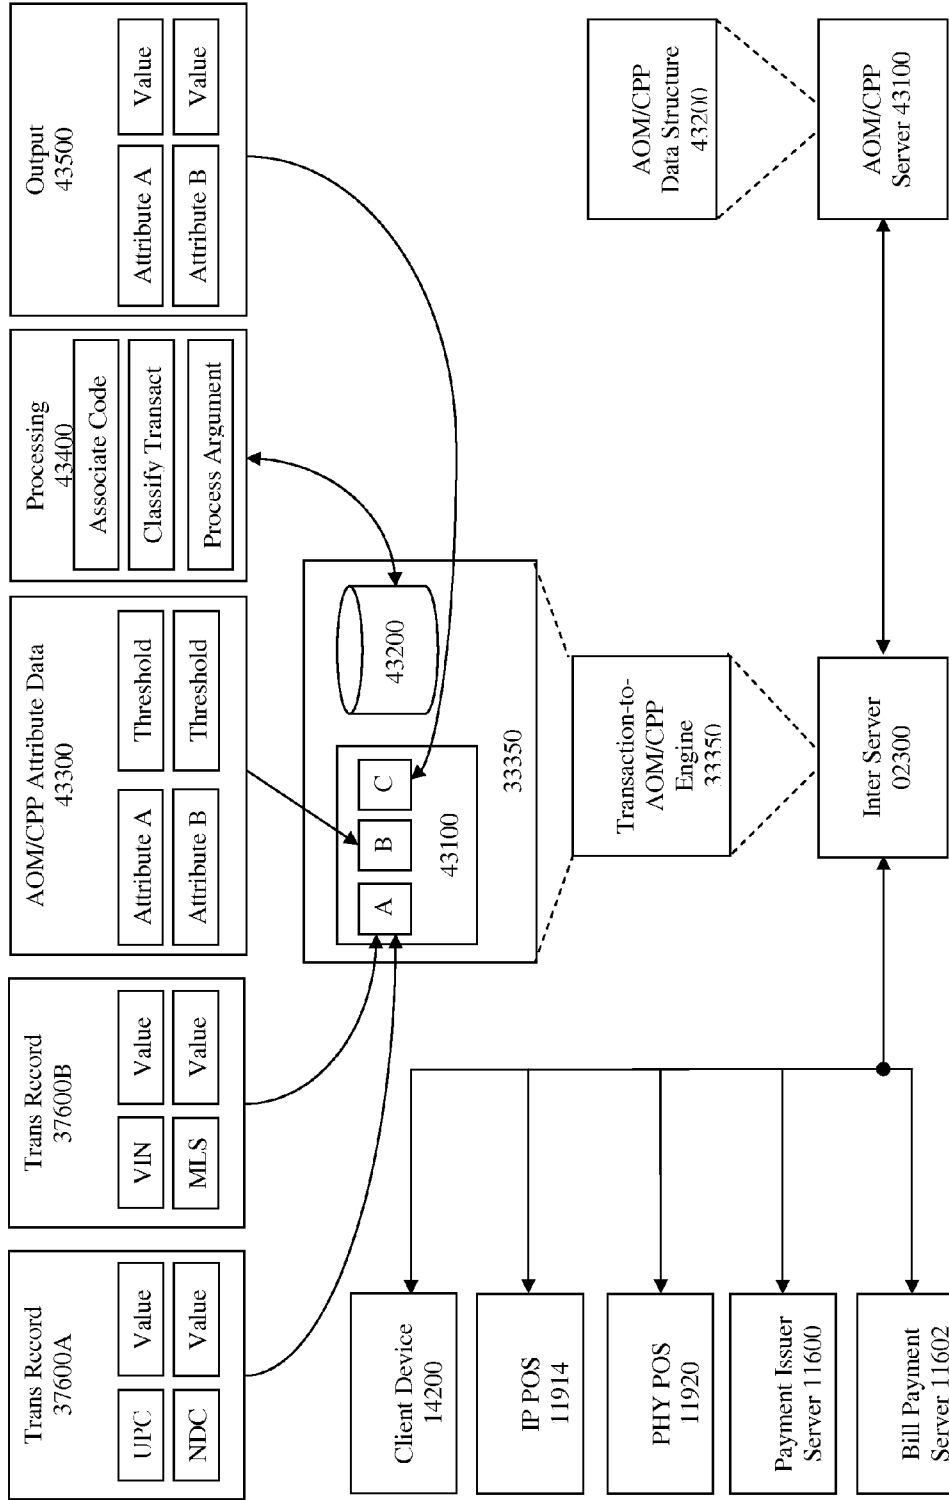 Trans Record
37600A
UPC
Value
NDC
Value
Trans Record
37600B
VIN
Value
MLS
Value
AOM/CPP Attribute Data
43300
Attribute A
Threshold
Attribute B
Threshold
Processing
43400
Associate Code
Classify Transact
Process Argument
Output
43500
Attribute A
Value
Attribute B
Value
A
B
C
43100
43200
33350
Client Device
14200
IP POS
11914
PHY POS
11920
Payment Issuer
Server 11600
Bill Payment
Server 11602
Transaction-to-
AOM/CPP
Engine
33350
Inter Server
02300
AOM/CPP
Data Structure
43200
AOM/CPP
Server 43100